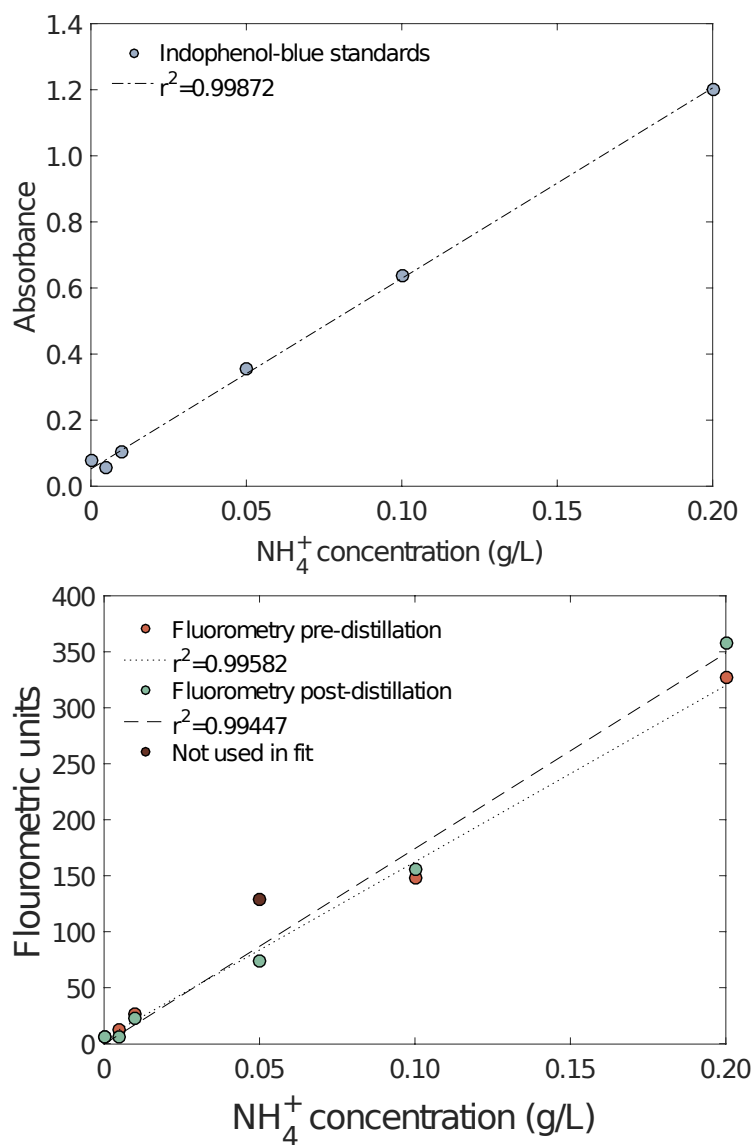 1.4
Indophenol-blue standards
r²=0.99872
1.2
1.0
0.8
0.6
0.4
0.2
0.0
Absorbance
0 0.05 0.10 0.15 0.20
NH₄⁺ concentration (g/L)
400
350
300
250
200
150
100
50
0
Fluorometry pre-distillation
r²=0.99582
Fluorometry post-distillation
r²=0.99447
Not used in fit
Flourometric units
0 0.05 0.10 0.15 0.20
NH₄⁺ concentration (g/L)